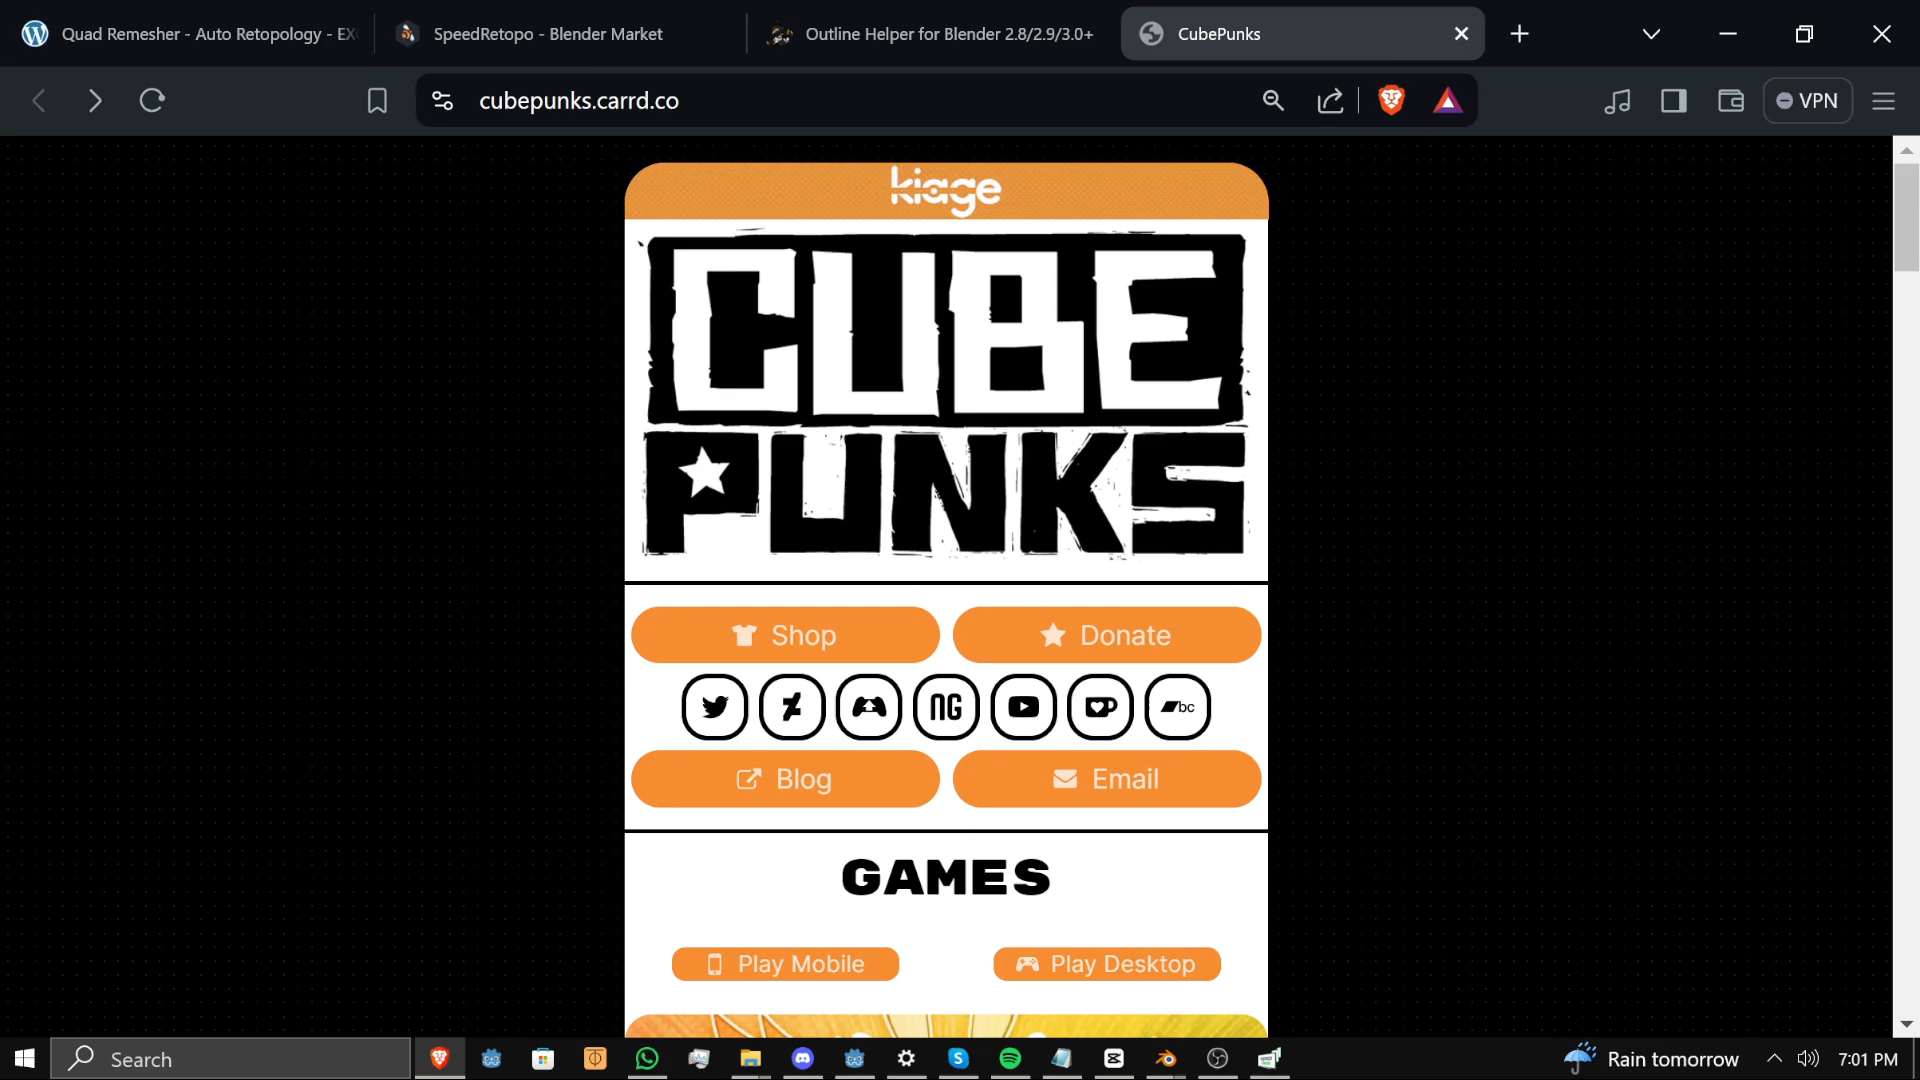 Quad Remesher - Auto Retopology - EX
SpeedRetopo - Blender Market
Outline Helper for Blender 2.8/2.9/3.0+
CubePunks
cubepunks.carrd.co
VPN
kiage
CUBE
PUNKS
Shop
Donate
NG
bc
Blog
Email
GAMES
Play Mobile
Play Desktop
Search
Rain tomorrow
7:01 PM